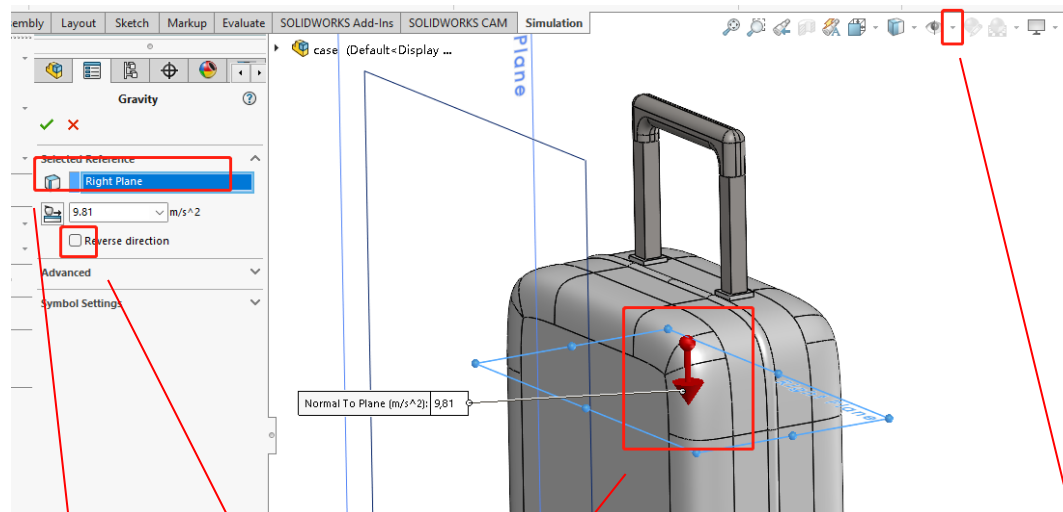 embly Layout Sketch Markup Evaluate SOLIDWORKS Add-Ins SOLIDWORKS CAM Simulation
case (Default<Display ...
Plane
Gravity
Selected Reference
Right Plane
9.81 m/s^2
Reverse direction
Advanced
Symbol Settings
Normal To Plane (m/s^2): 9,81
Plane